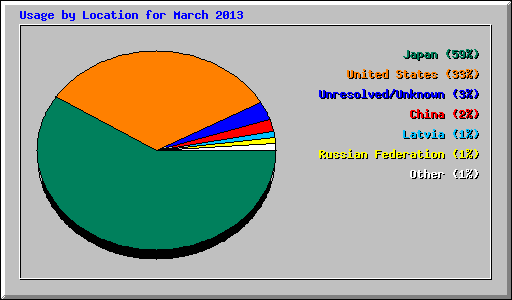 Usage by Location for March 2013
Japan (59%)
United States (33%)
Unresolved/Unknown (3%)
China (2%)
Latvia (1%)
Russian Federation (1%)
Other (1%)